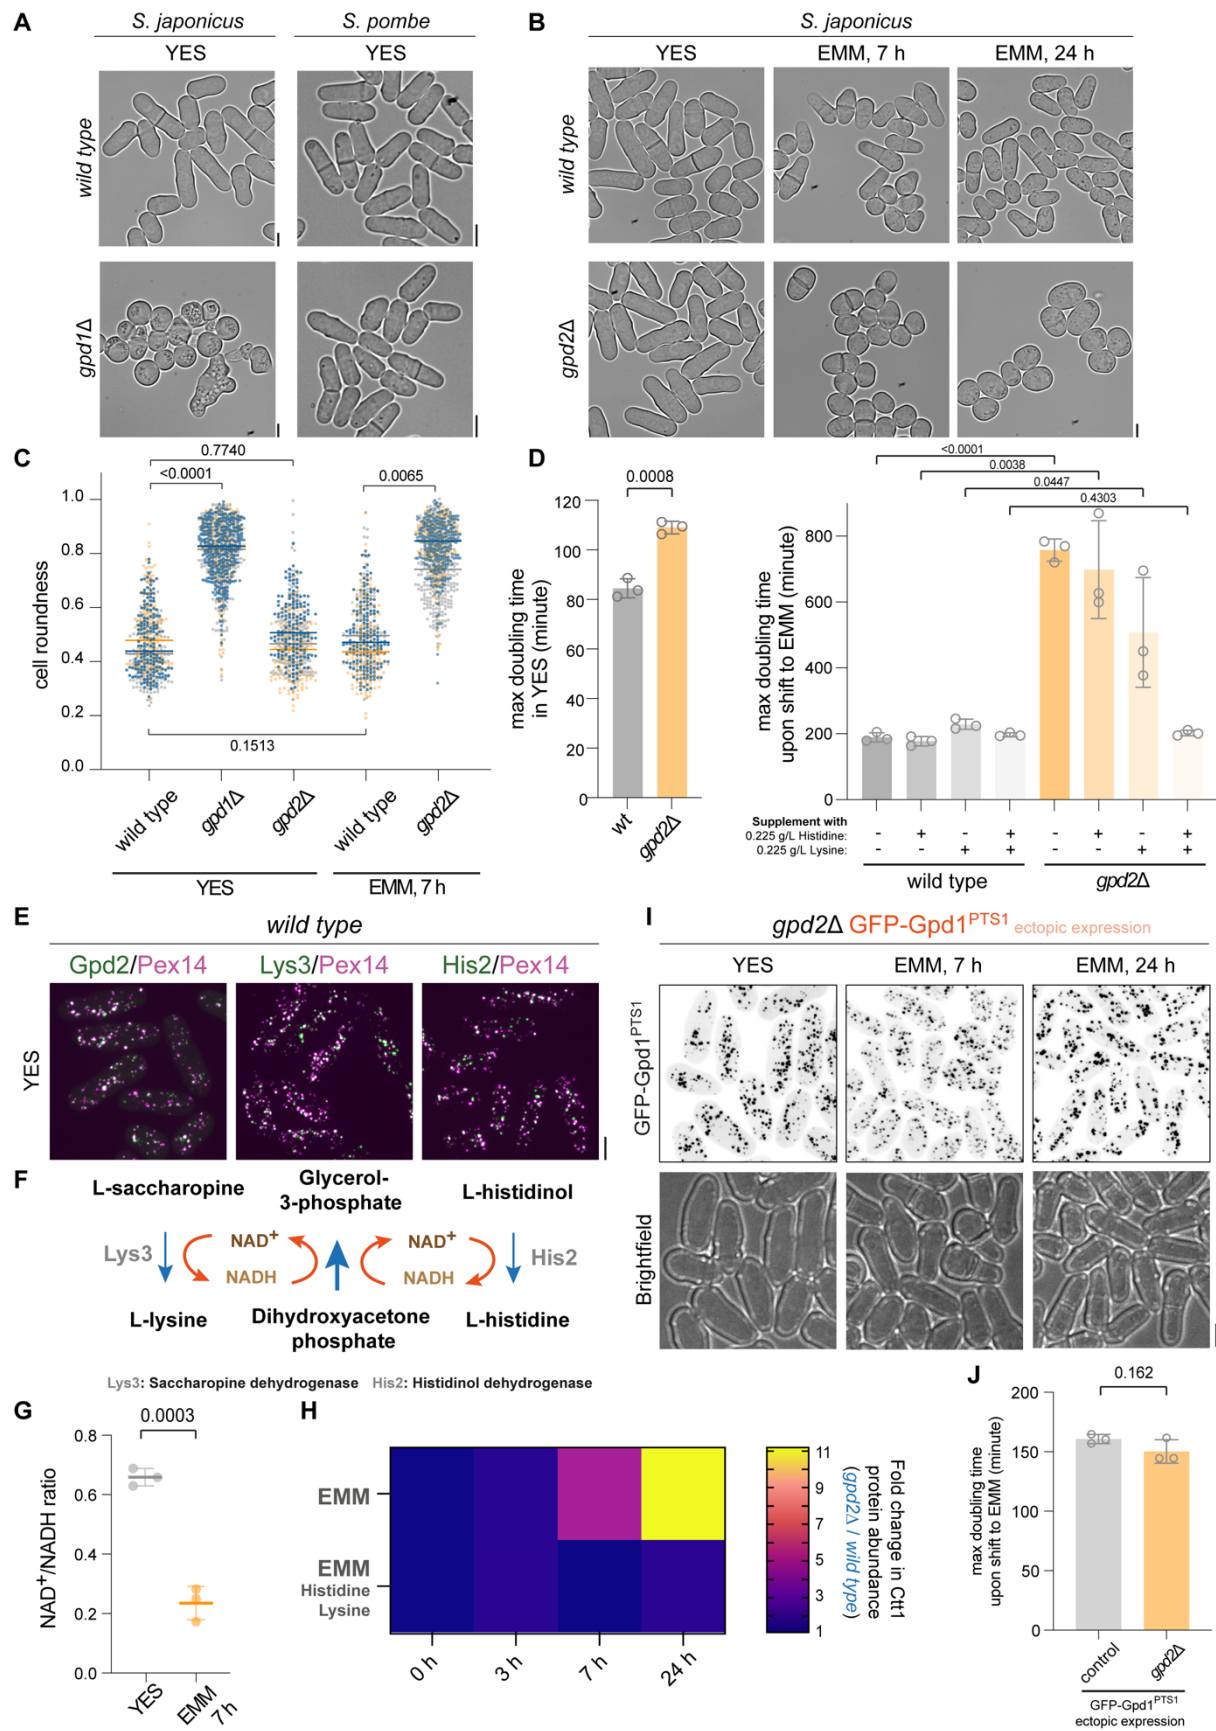 A
S. japonicus
S. pombe
YES
YES
wild type
gpd1Δ
B
S. japonicus
YES
EMM, 7 h
EMM, 24 h
wild type
gpd2Δ
C
0.7740
<0.0001
0.0065
1.0
0.8
0.6
0.4
0.2
0.0
cell roundness
0.1513
wild type
gpd1Δ
gpd2Δ
wild type
gpd2Δ
YES
EMM, 7 h
D
0.0008
120
100
80
60
40
20
0
max doubling time
in YES (minute)
wt
gpd2Δ
<0.0001
0.0038
0.0447
0.4303
800
600
400
200
0
max doubling time
upon shift to EMM (minute)
Supplement with
0.225 g/L Histidine: - + - + - + - +
0.225 g/L Lysine: - - + + - - + +
wild type
gpd2Δ
E
wild type
Gpd2/Pex14
Lys3/Pex14
His2/Pex14
YES
F
L-saccharopine
Glycerol-
3-phosphate
L-histidinol
Lys3
NAD+
NADH
NAD+
NADH
His2
L-lysine
Dihydroxyacetone
phosphate
L-histidine
Lys3: Saccharopine dehydrogenase His2: Histidinol dehydrogenase
G
0.0003
0.8
0.6
0.4
0.2
0.0
NAD+/NADH ratio
YES
EMM
7 h
H
EMM
EMM
Histidine
Lysine
0 h
3 h
7 h
24 h
11
9
7
5
3
1
Fold change in Ctt1
protein abundance
(gpd2Δ / wild type)
I
gpd2Δ GFP-Gpd1PTS1 ectopic expression
YES
EMM, 7 h
EMM, 24 h
GFP-Gpd1PTS1
Brightfield
J
0.162
200
150
100
50
0
max doubling time
upon shift to EMM (minute)
control
gpd2Δ
GFP-Gpd1PTS1
ectopic expression